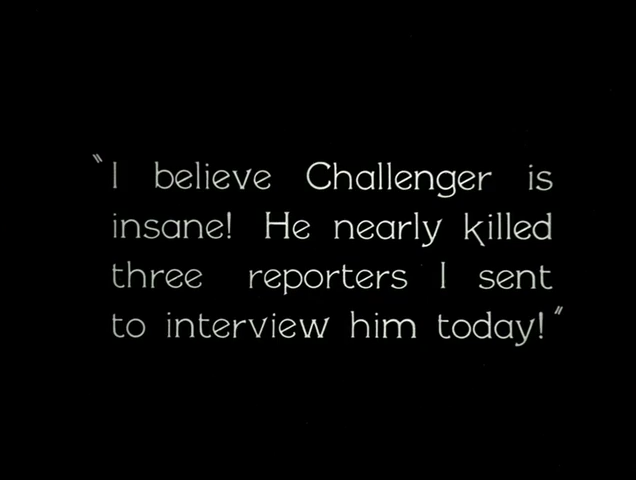 "I believe Challenger is
insane! He nearly killed
three reporters I sent
to interview him today!"